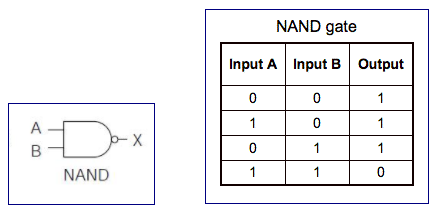 A
B
X
NAND
NAND gate
Input A Input B Output
0 0 1
1 0 1
0 1 1
1 1 0